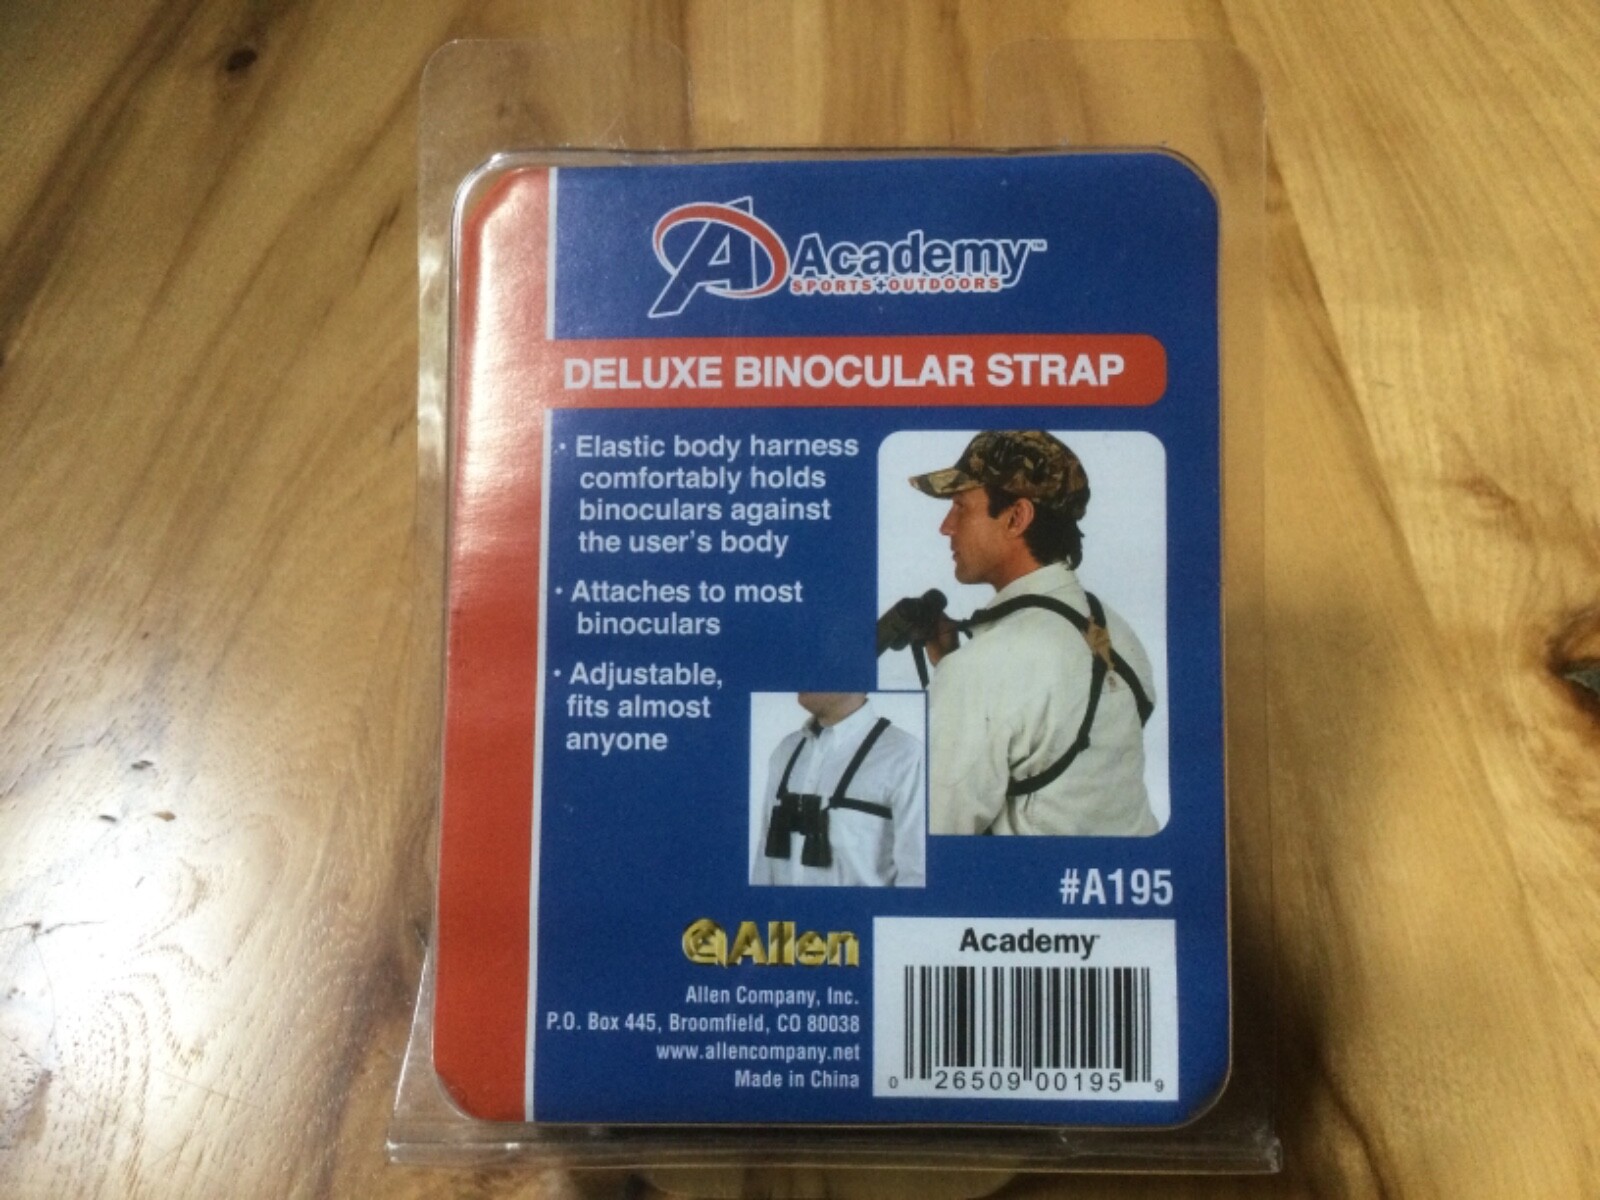 Academy™
SPORTS+OUTDOORS
DELUXE BINOCULAR STRAP
· Elastic body harness
comfortably holds
binoculars against
the user's body
· Attaches to most
binoculars
· Adjustable,
fits almost
anyone
#A195
Allen
Allen Company, Inc.
P.O. Box 445, Broomfield, CO 80038
www.allencompany.net
Made in China
Academy
0 26509 00195 9